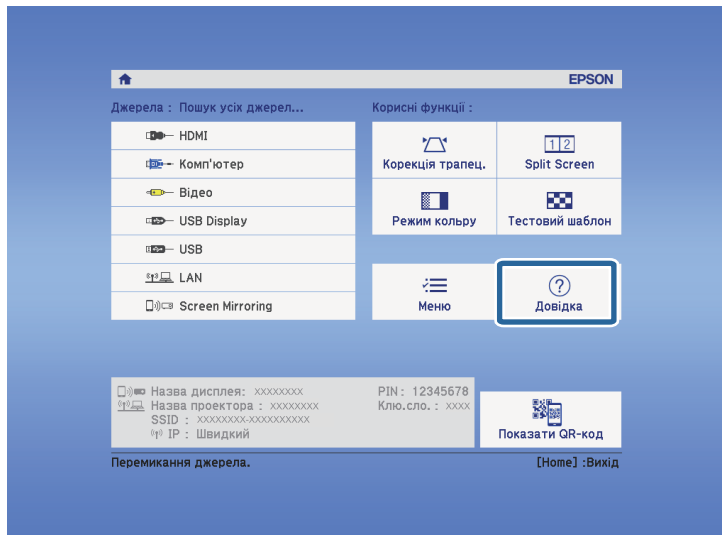 EPSON
Джерела : Пошук усіх джерел...
HDMI
Комп'ютер
Відео
USB Display
USB
LAN
Screen Mirroring
Корисні функції :
Корекція трапец.
1 2
Split Screen
Режим кольру
Тестовий шаблон
Меню
?
Довідка
Назва дисплея: xxxxxxxx
Назва проектора : xxxxxxxx
SSID : xxxxxxxx-xxxxxxxxxx
IP : Швидкий
PIN : 12345678
Клю.сло. : xxxx
Показати QR-код
Перемикання джерела.
[Home] :Вихід